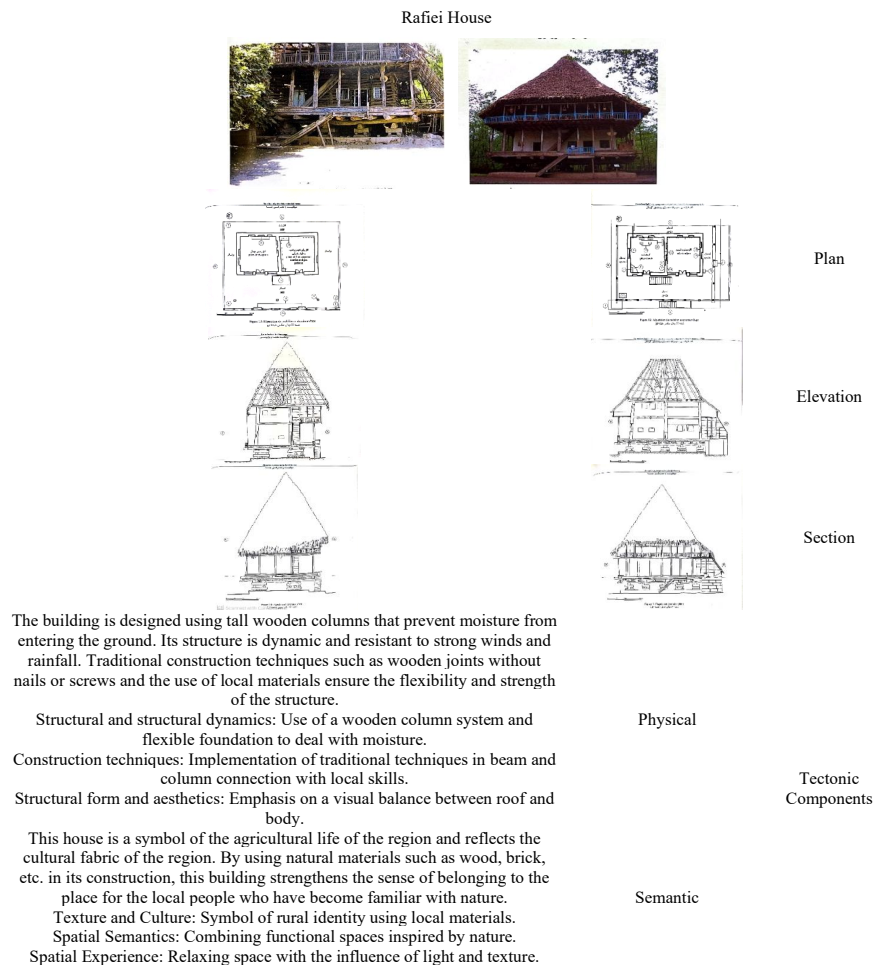 Rafiei House
Plan
Elevation
Section
The building is designed using tall wooden columns that prevent moisture from
entering the ground. Its structure is dynamic and resistant to strong winds and
rainfall. Traditional construction techniques such as wooden joints without
nails or screws and the use of local materials ensure the flexibility and strength
of the structure.
Structural and structural dynamics: Use of a wooden column system and
flexible foundation to deal with moisture.
Construction techniques: Implementation of traditional techniques in beam and
column connection with local skills.
Structural form and aesthetics: Emphasis on a visual balance between roof and
body.
Physical
This house is a symbol of the agricultural life of the region and reflects the
cultural fabric of the region. By using natural materials such as wood, brick,
etc. in its construction, this building strengthens the sense of belonging to the
place for the local people who have become familiar with nature.
Texture and Culture: Symbol of rural identity using local materials.
Spatial Semantics: Combining functional spaces inspired by nature.
Spatial Experience: Relaxing space with the influence of light and texture.
Semantic
Tectonic
Components